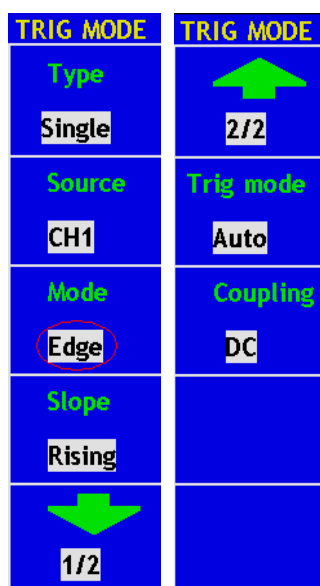 TRIG MODE
Type
Single
Source
CH1
Mode
Edge
Slope
Rising
1/2
TRIG MODE
2/2
Trig mode
Auto
Coupling
DC